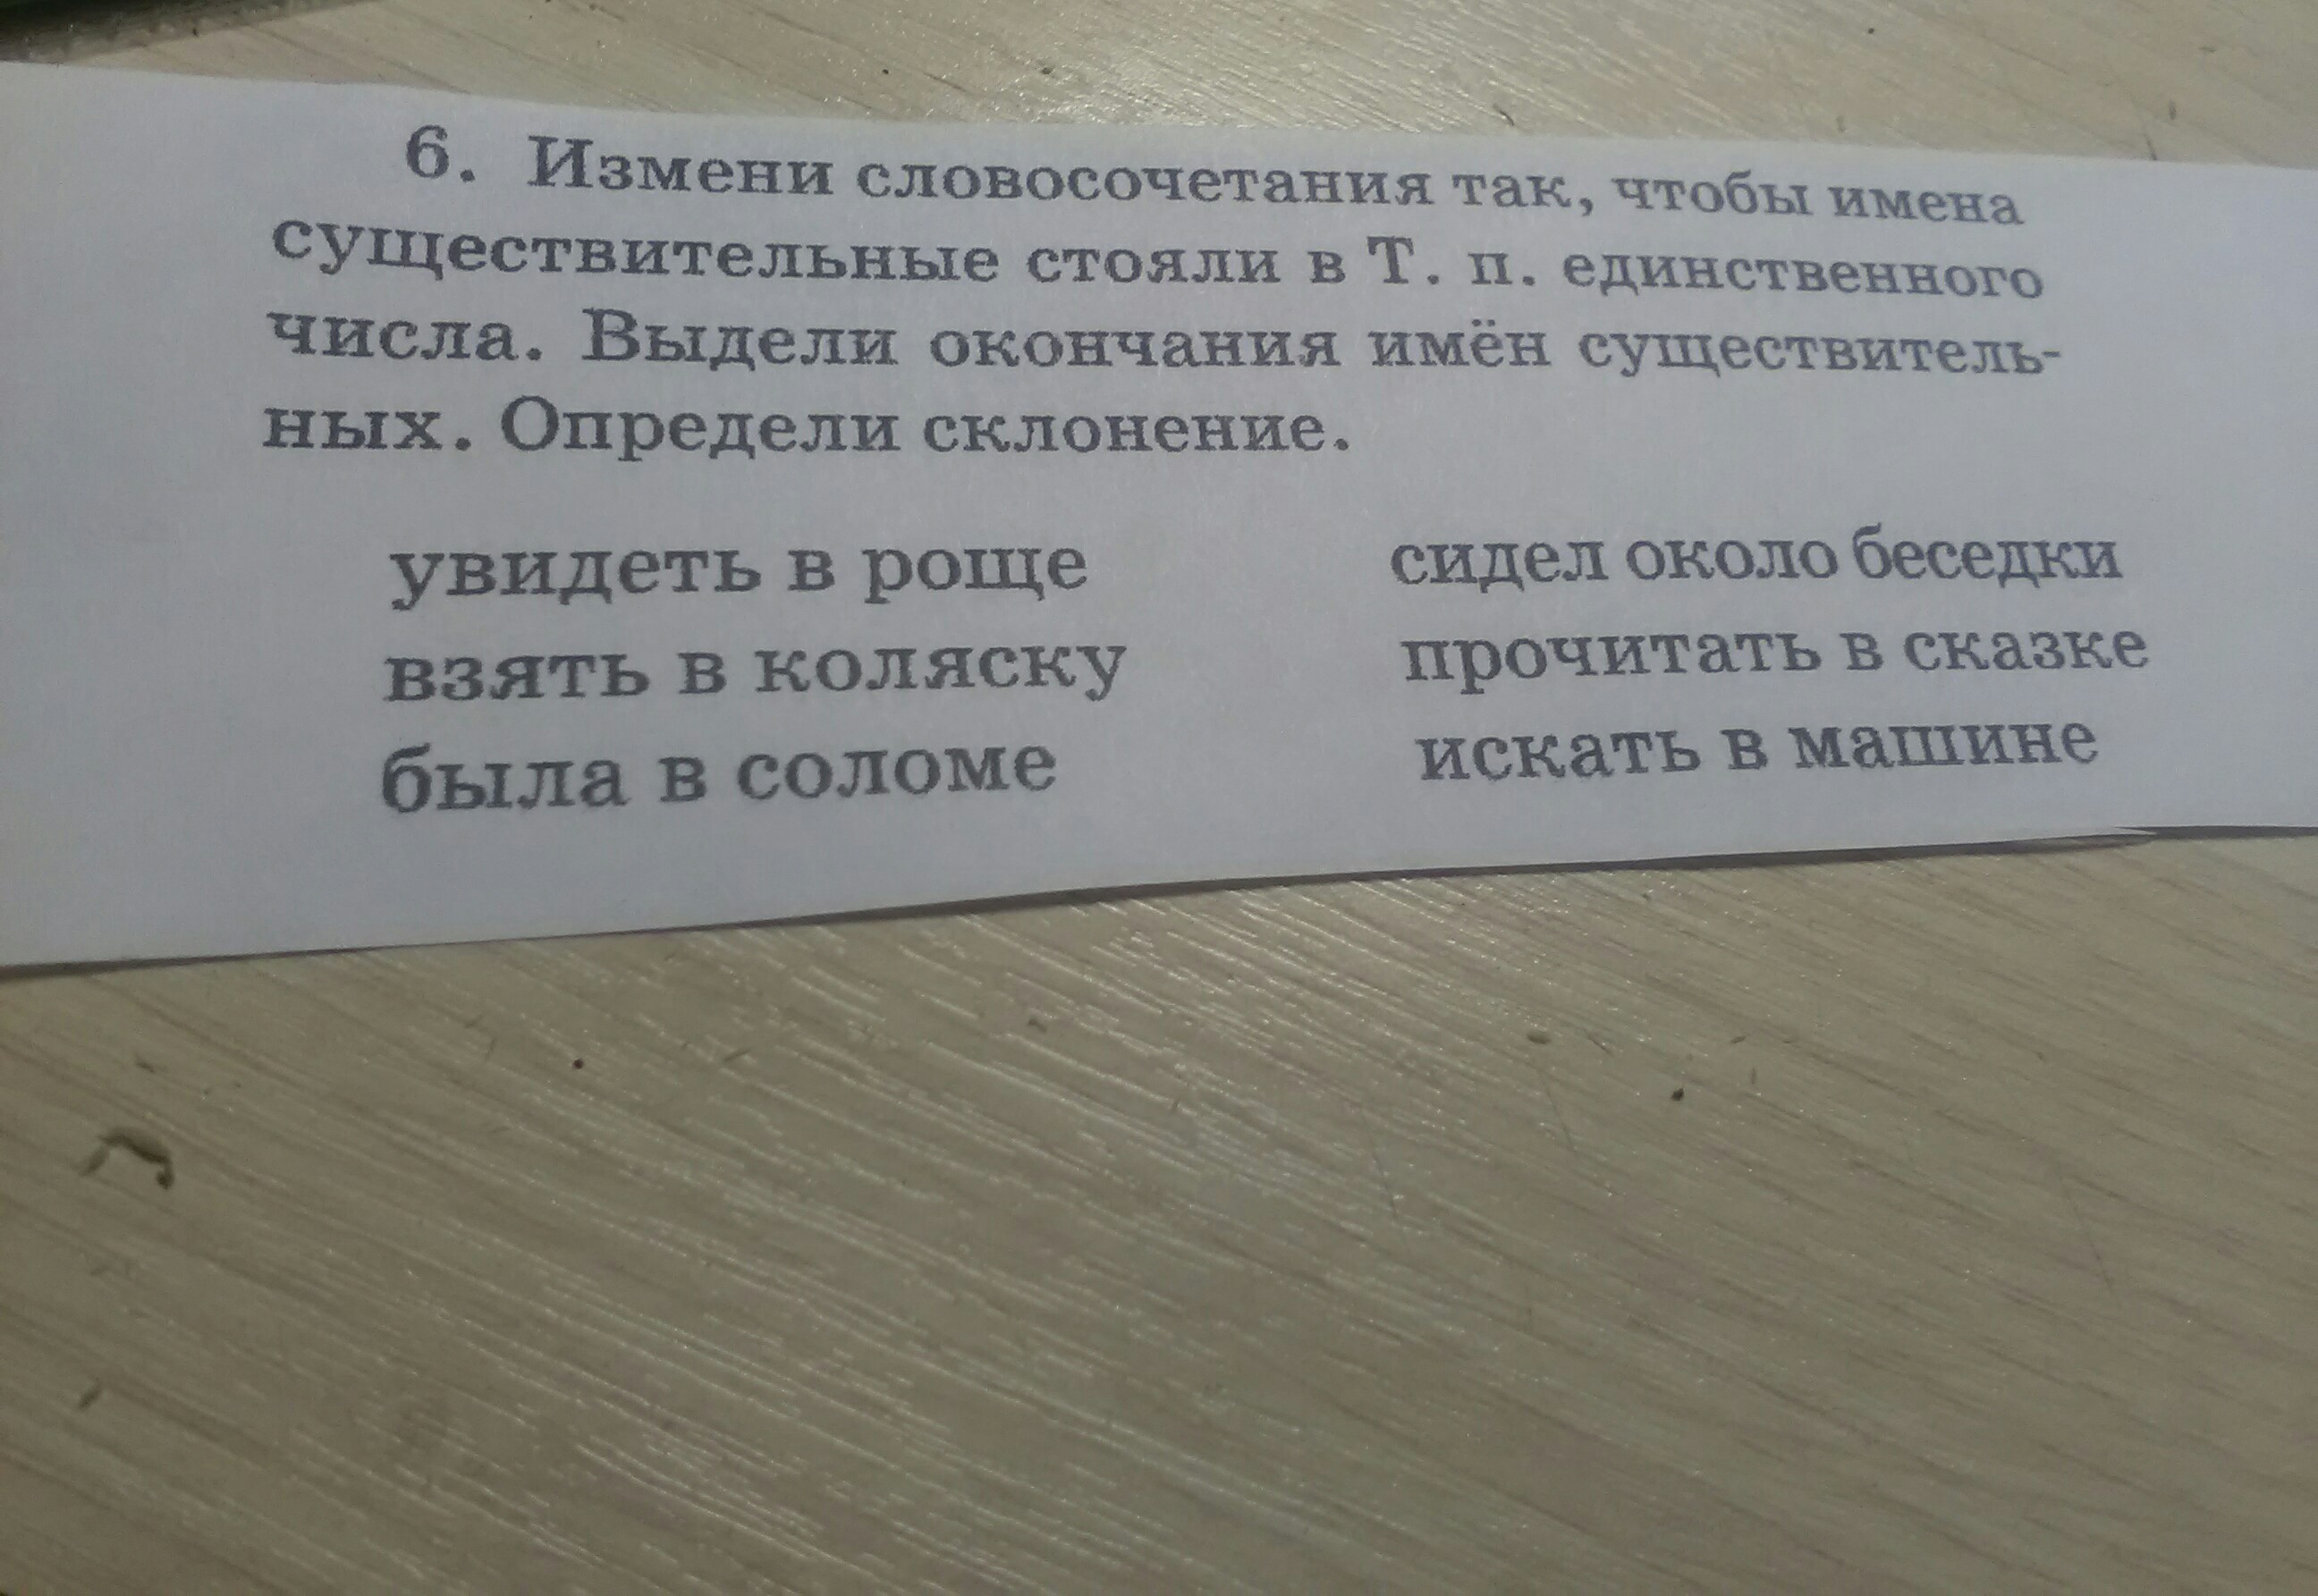 6. Измени словосочетания так, чтобы имена
существительные стояли в Т. п. единственного
числа. Выдели окончания имён существитель-
ных. Определи склонение.
увидеть в роще
взять в коляску
была в соломе
сидел около беседки
прочитать в сказке
искать в машине